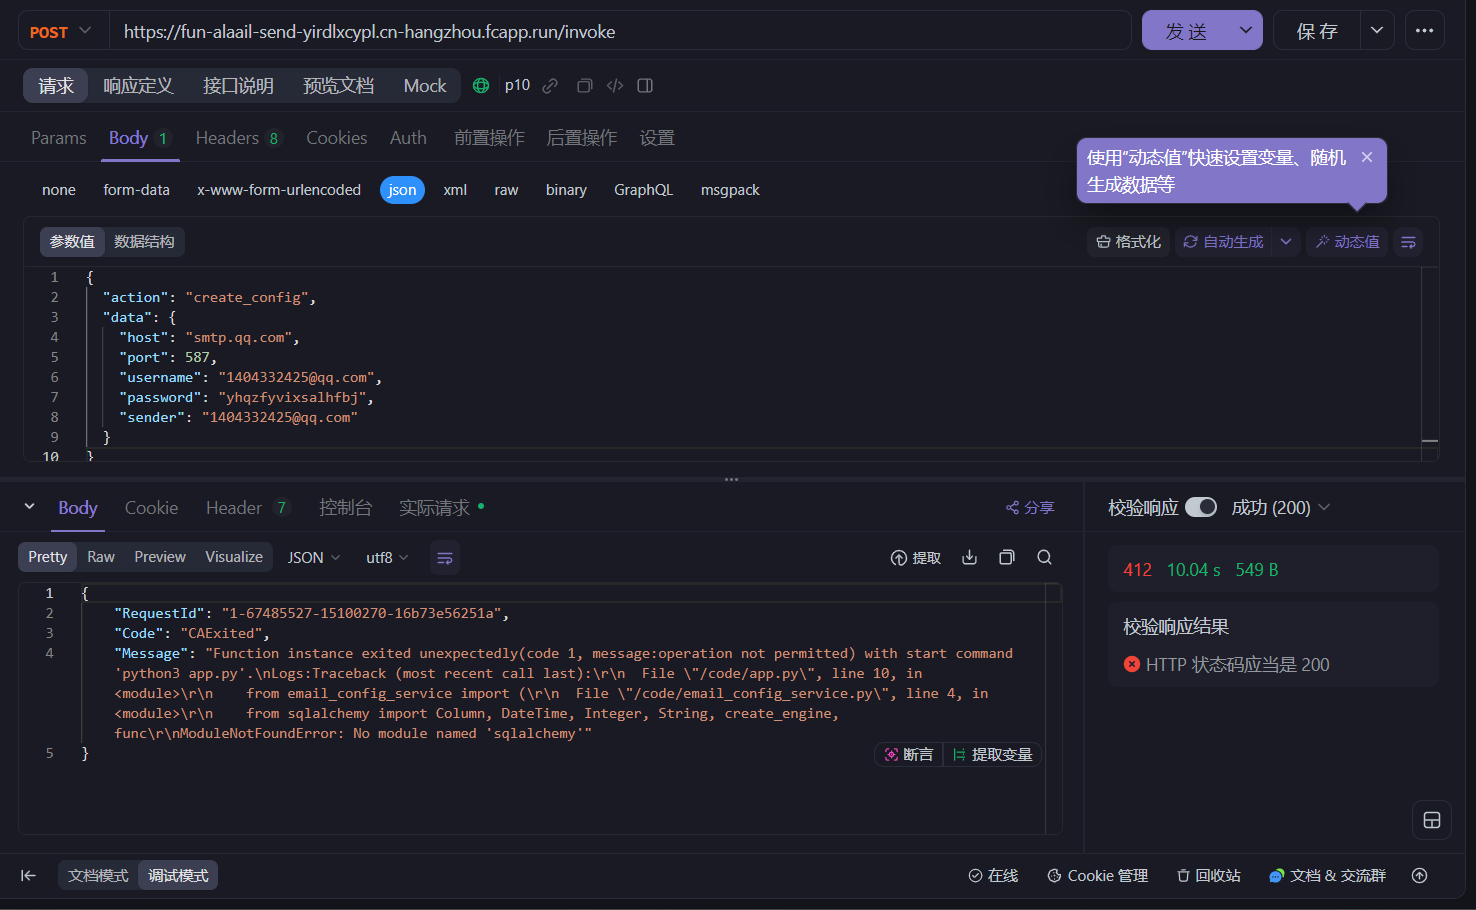 POST https://fun-alaail-send-yirdlxcypl.cn-hangzhou.fcapp.run/invoke 发送 保存
请求 响应定义 接口说明 预览文档 Mock p10
Params Body 1 Headers 8 Cookies Auth 前置操作 后置操作 设置
使用"动态值"快速设置变量、随机
生成数据等
none form-data x-www-form-urlencoded json xml raw binary GraphQL msgpack
参数值 数据结构 格式化 自动生成 动态值
1 {
2 "action": "create_config",
3 "data": {
4 "host": "smtp.qq.com",
5 "port": 587,
6 "username": "1404332425@qq.com",
7 "password": "yhqzfyvixsalhfbj",
8 "sender": "1404332425@qq.com"
9 }
10 }
Body Cookie Header 7 控制台 实际请求 分享
校验响应 成功 (200)
Pretty Raw Preview Visualize JSON utf8 提取
412 10.04 s 549 B
校验响应结果
HTTP 状态码应当是 200
1 {
2 "RequestId": "1-67485527-15100270-16b73e56251a",
3 "Code": "CAExited",
4 "Message": "Function instance exited unexpectedly(code 1, message:operation not permitted) with start command
'python3 app.py'.\nLogs:Traceback (most recent call last):\r\n File \"/code/app.py\", line 10, in
<module>\r\n from email_config_service import (\r\n File \"/code/email_config_service.py\", line 4, in
<module>\r\n from sqlalchemy import Column, DateTime, Integer, String, create_engine,
func\r\nModuleNotFoundError: No module named 'sqlalchemy'"
5 }
断言 提取变量
文档模式 调试模式 在线 Cookie 管理 回收站 文档 & 交流群